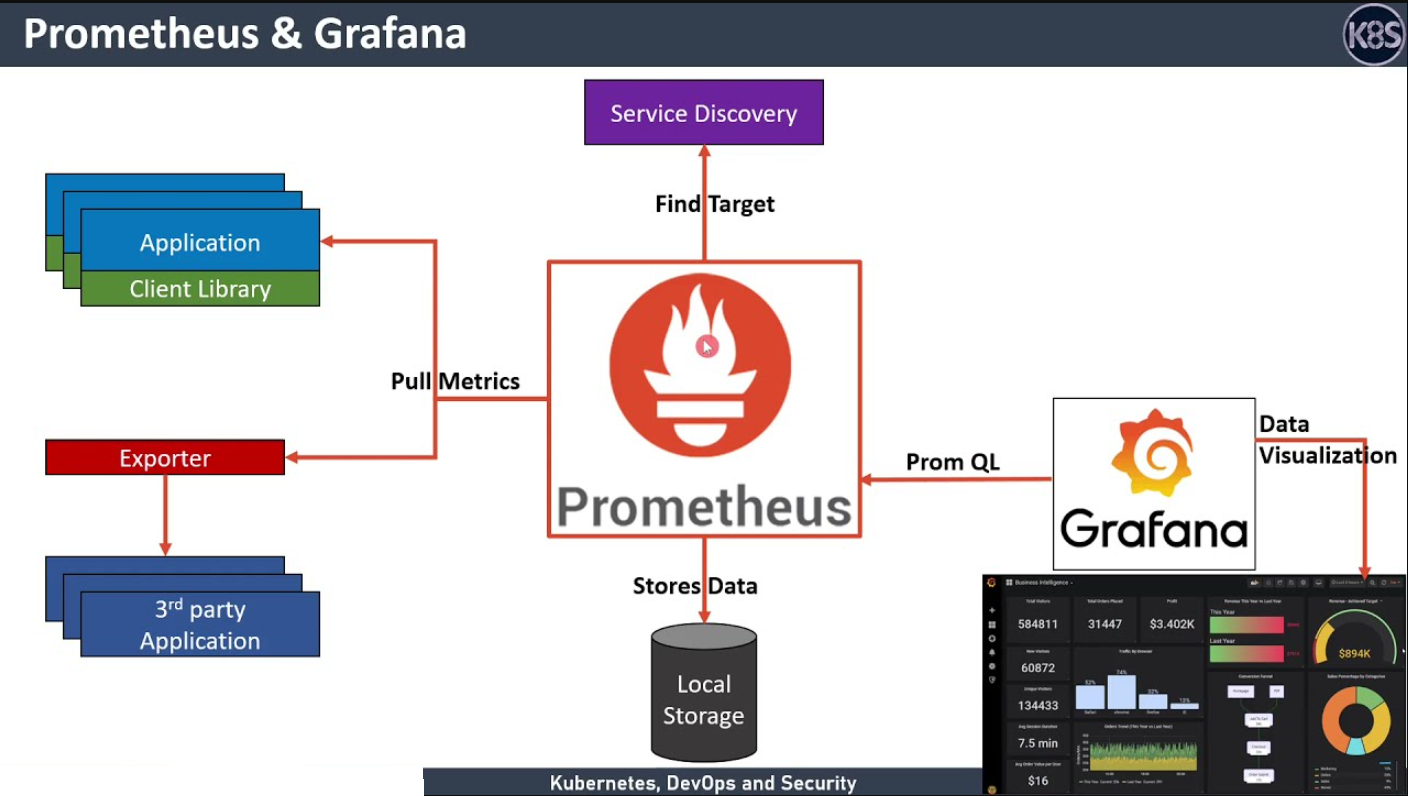 Prometheus & Grafana
K8S
Service Discovery
Find Target
Application
Client Library
Pull Metrics
Exporter
3rd party
Application
Prometheus
Stores Data
Local
Storage
Prom QL
Grafana
Data
Visualization
Business Intelligence
Total Visitors
584811
Total Orders Placed
31447
Profit
$3.402K
Revenue This Year vs Last Year
This Year
Last Year
Revenue - Achieved Target
$894K
New Visitors
60872
Unique Visitors
134433
Avg Session Duration
7.5 min
Avg Order Value per User
$16
Traffic By Browser
52%
74%
32%
13%
Orders Trend (This Year vs Last Year)
Conversion Funnel
Sales Percentage by Categories
Kubernetes, DevOps and Security